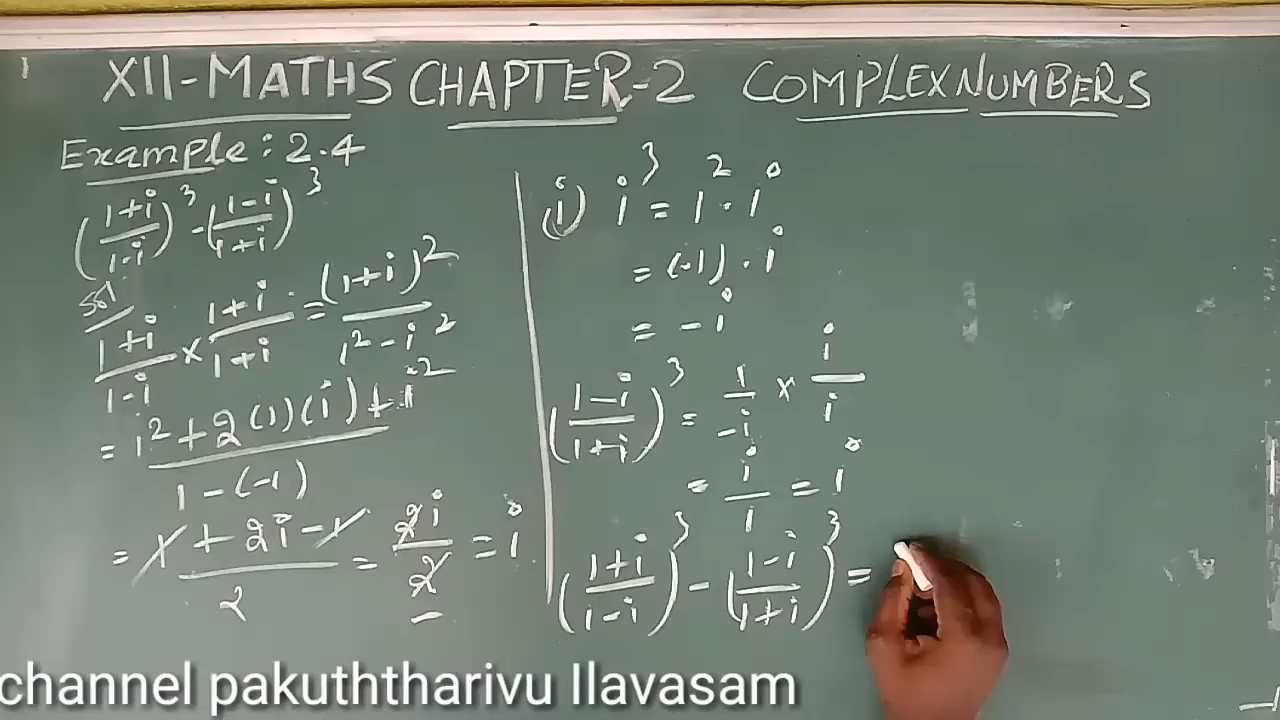 XII-MATHS CHAPTER-2 COMPLEX NUMBERS
Example: 2.4
((1+i)/(1-i))³ - ((1-i)/(1+i))³
Sol
(1+i)/(1-i) × (1+i)/(1+i) = (1+i)²/(1²-i²)
= (1²+2(1)(i)+i²)/(1-(-1))
= (1+2i-1)/2 = 2i/2 = i
(i) i³ = i²·i
= (-1)·i
= -i
((1-i)/(1+i))³ = 1/-i × i/i
= i/1 = i
((1+i)/(1-i))³ - ((1-i)/(1+i))³ =
channel pakuththarivu Ilavasam